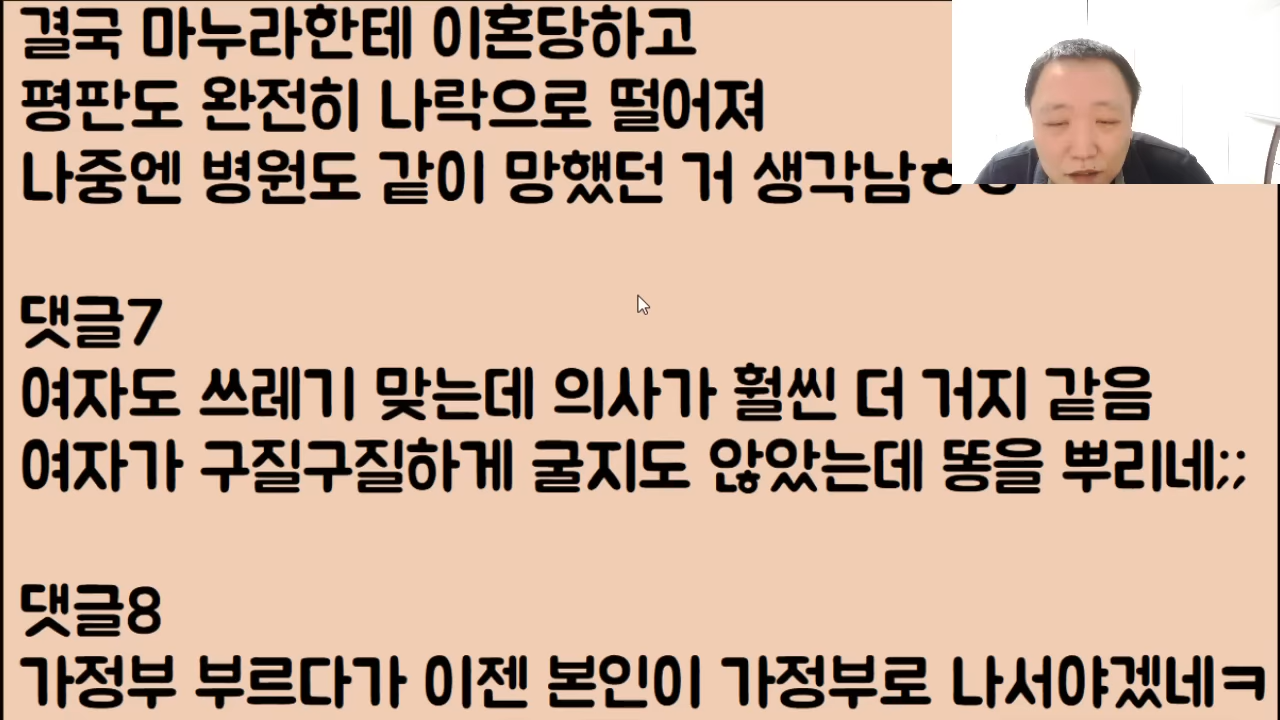 결국 마누라한테 이혼당하고
평판도 완전히 나락으로 떨어져
나중엔 병원도 같이 망했던 거 생각남ㅎㅎ
댓글7
여자도 쓰레기 맞는데 의사가 훨씬 더 거지 같음
여자가 구질구질하게 굴지도 않았는데 똥을 뿌리네;;
댓글8
가정부 부르다가 이젠 본인이 가정부로 나서야겠네ㅋ